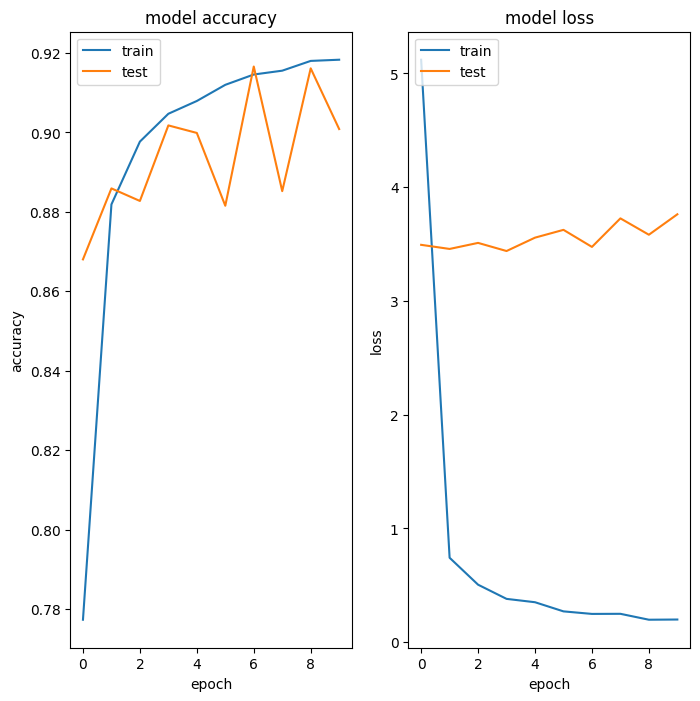 model accuracy
train
test
0.92
0.90
0.88
0.86
0.84
0.82
0.80
0.78
accuracy
0 2 4 6 8
epoch
model loss
train
test
5
4
3
2
1
0
loss
0 2 4 6 8
epoch